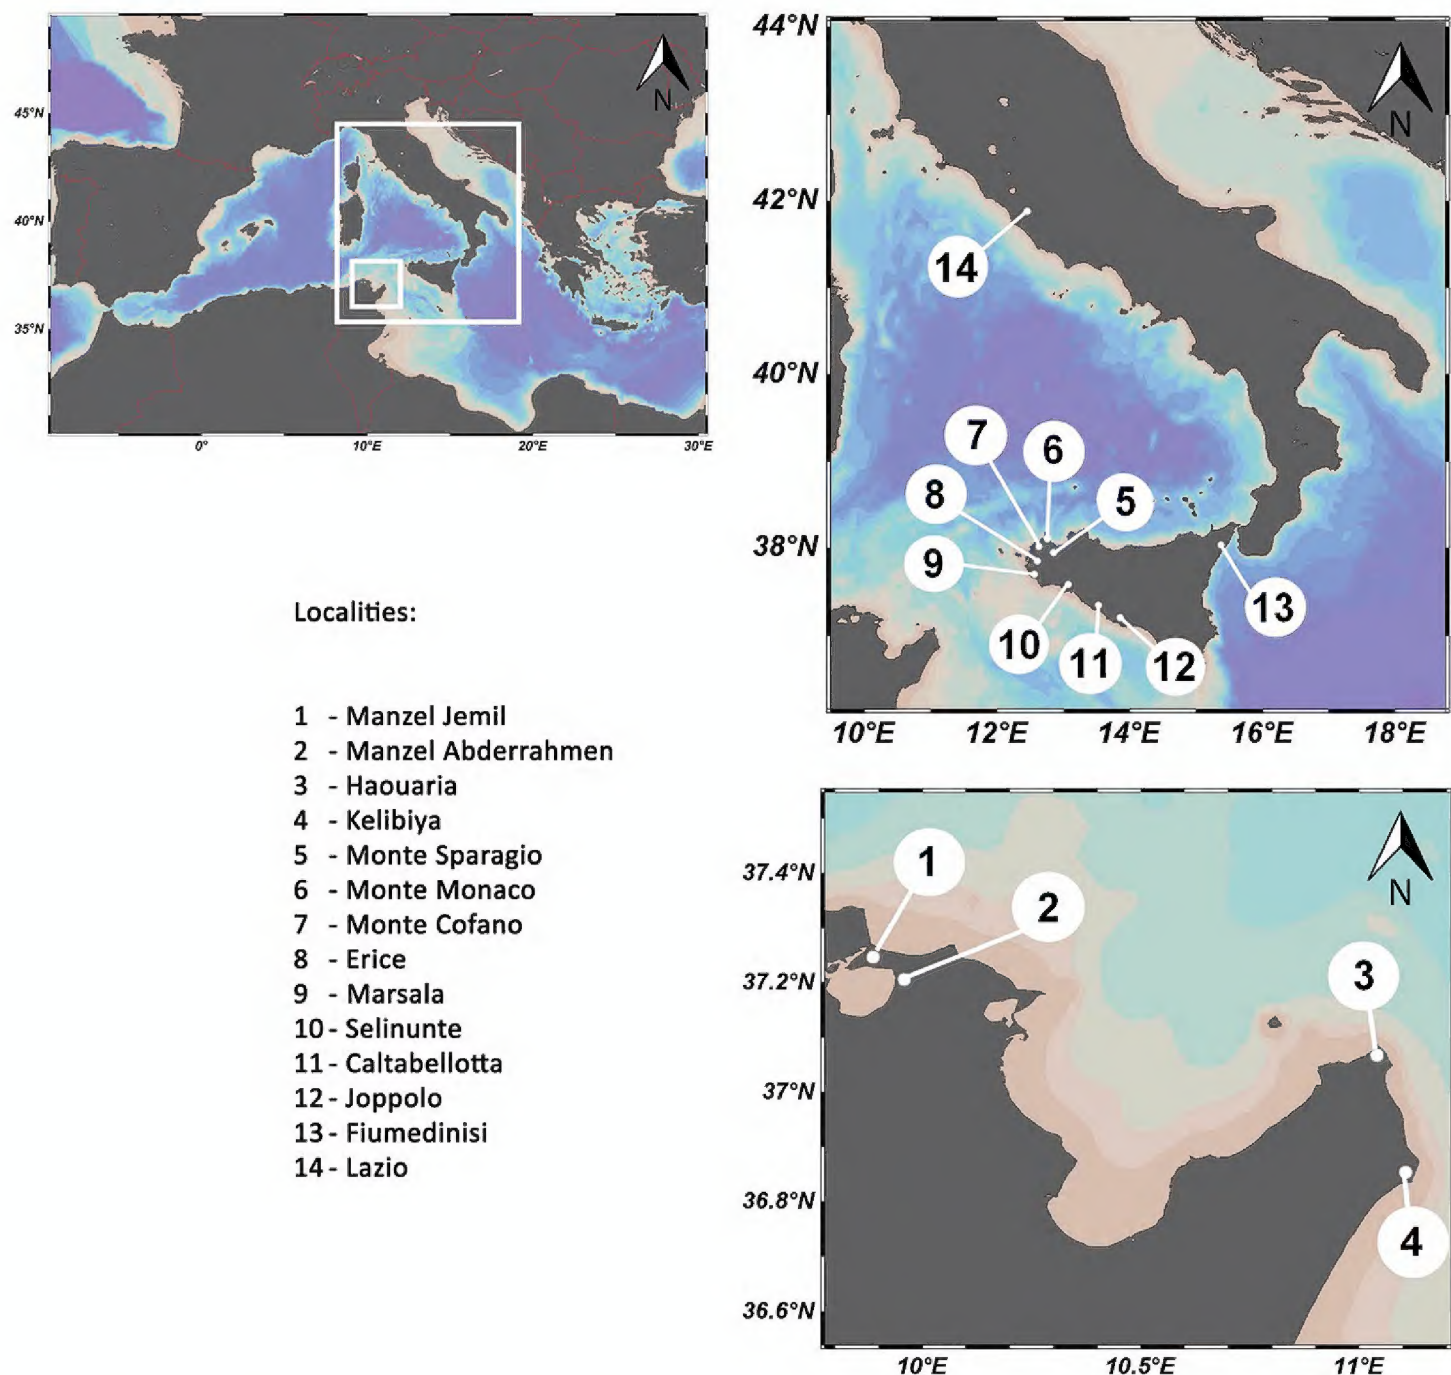 N
45°N
40°N
35°N
0°
10°E
20°E
30°E
44°N
42°N
40°N
38°N
N
14
7
6
8
5
9
13
10
11
12
10°E
12°E
14°E
16°E
18°E
Localities:
1 - Manzel Jemil
2 - Manzel Abderrahmen
3 - Haouaria
4 - Kelibiya
5 - Monte Sparagio
6 - Monte Monaco
7 - Monte Cofano
8 - Erice
9 - Marsala
10 - Selinunte
11 - Caltabellotta
12 - Joppolo
13 - Fiumedinisi
14 - Lazio
37.4°N
37.2°N
37°N
36.8°N
36.6°N
N
1
2
3
4
10°E
10.5°E
11°E